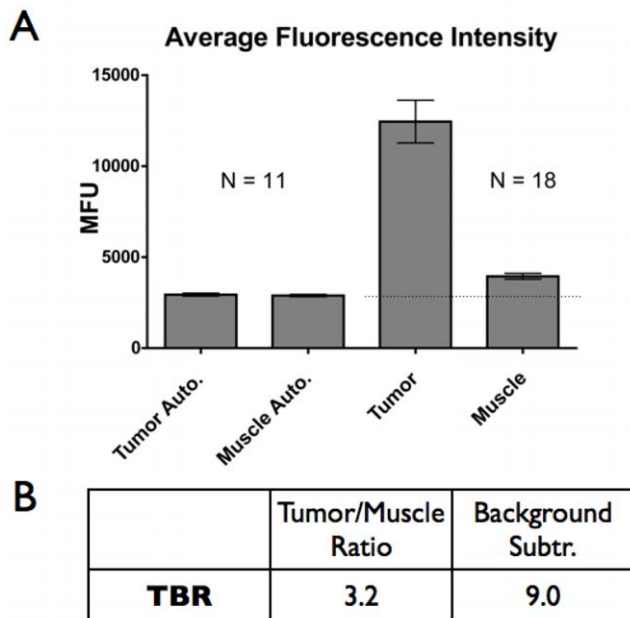 A
Average Fluorescence Intensity
15000
10000
5000
0
MFU
N = 11
N = 18
Tumor Auto.
Muscle Auto.
Tumor
Muscle
B
Tumor/Muscle Background
Ratio Subtr.
TBR 3.2 9.0